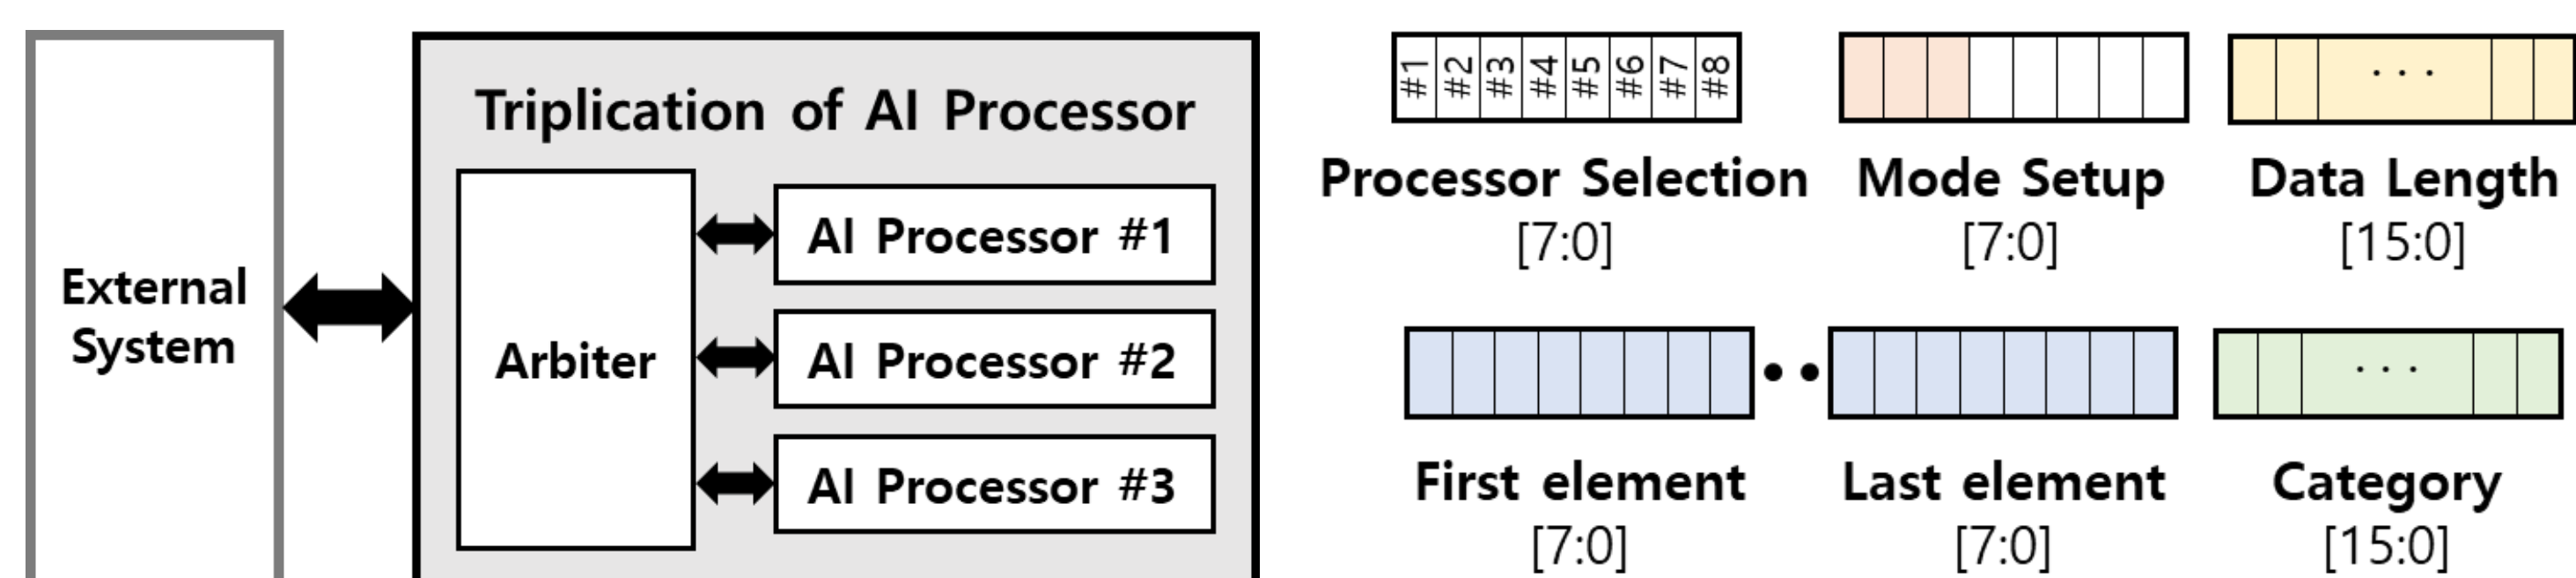 External
System
Triplication of AI Processor
Arbiter
AI Processor #1
AI Processor #2
AI Processor #3
#1 #2 #3 #4 #5 #6 #7 #8
Processor Selection
[7:0]
Mode Setup
[7:0]
. . .
Data Length
[15:0]
First element
[7:0]
Last element
[7:0]
. . .
Category
[15:0]